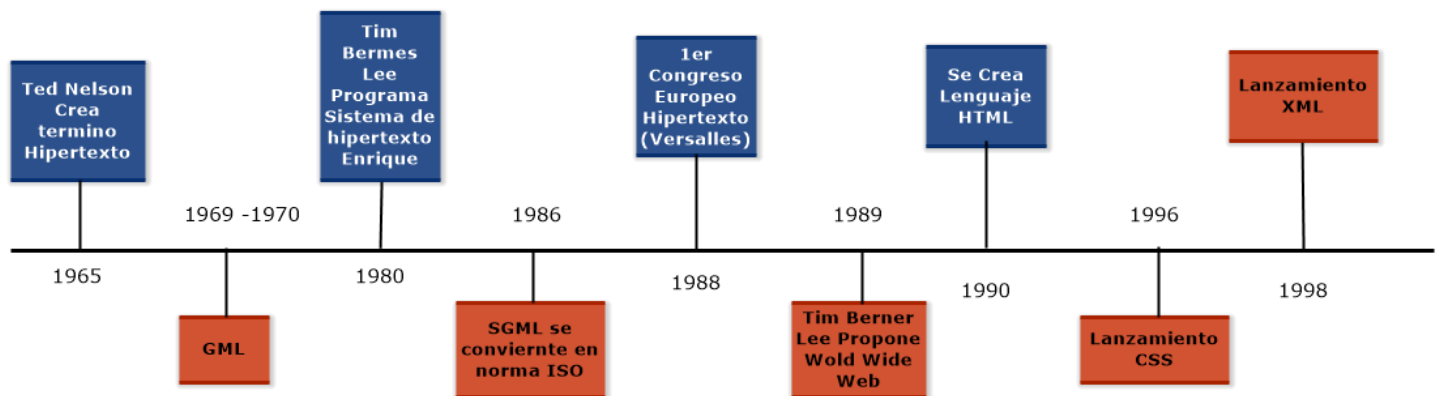 Ted Nelson
Crea
termino
Hipertexto
1965
1969 -1970
GML
Tim
Bermes
Lee
Programa
Sistema de
hipertexto
Enrique
1980
1986
SGML se
conviernte en
norma ISO
1er
Congreso
Europeo
Hipertexto
(Versalles)
1988
1989
Tim Berner
Lee Propone
Wold Wide
Web
Se Crea
Lenguaje
HTML
1990
1996
Lanzamiento
CSS
Lanzamiento
XML
1998